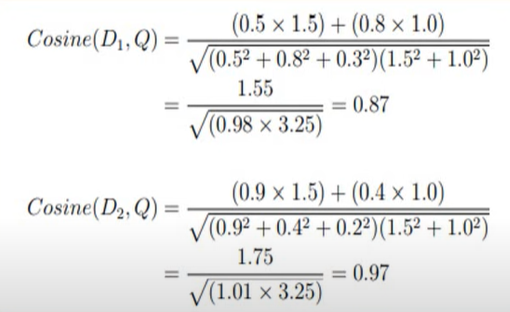 Cosine(D₁, Q) = (0.5 × 1.5) + (0.8 × 1.0) / √(0.5² + 0.8² + 0.3²)(1.5² + 1.0²)
= 1.55 / √(0.98 × 3.25) = 0.87
Cosine(D₂, Q) = (0.9 × 1.5) + (0.4 × 1.0) / √(0.9² + 0.4² + 0.2²)(1.5² + 1.0²)
= 1.75 / √(1.01 × 3.25) = 0.97